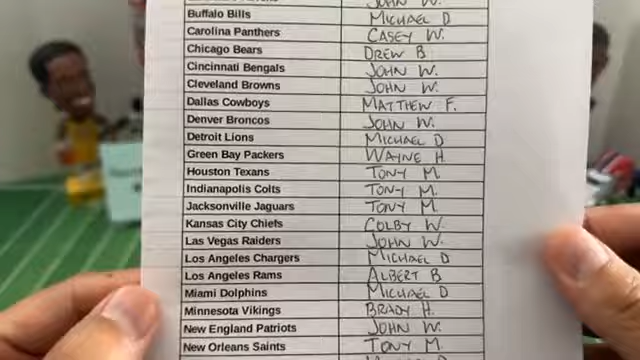 JOHN W.
Buffalo Bills MICHAEL D
Carolina Panthers CASEY W.
Chicago Bears DREW B
Cincinnati Bengals JOHN W.
Cleveland Browns JOHN W.
Dallas Cowboys MATTHEW F.
Denver Broncos JOHN W.
Detroit Lions MICHAEL D
Green Bay Packers WAYNE H.
Houston Texans TONY M.
Indianapolis Colts TONY M.
Jacksonville Jaguars TONY M.
Kansas City Chiefs COLBY W.
Las Vegas Raiders JOHN W.
Los Angeles Chargers MICHAEL D
Los Angeles Rams ALBERT B
Miami Dolphins MICHAEL D
Minnesota Vikings BRADY H.
New England Patriots JOHN W.
New Orleans Saints TONY M.